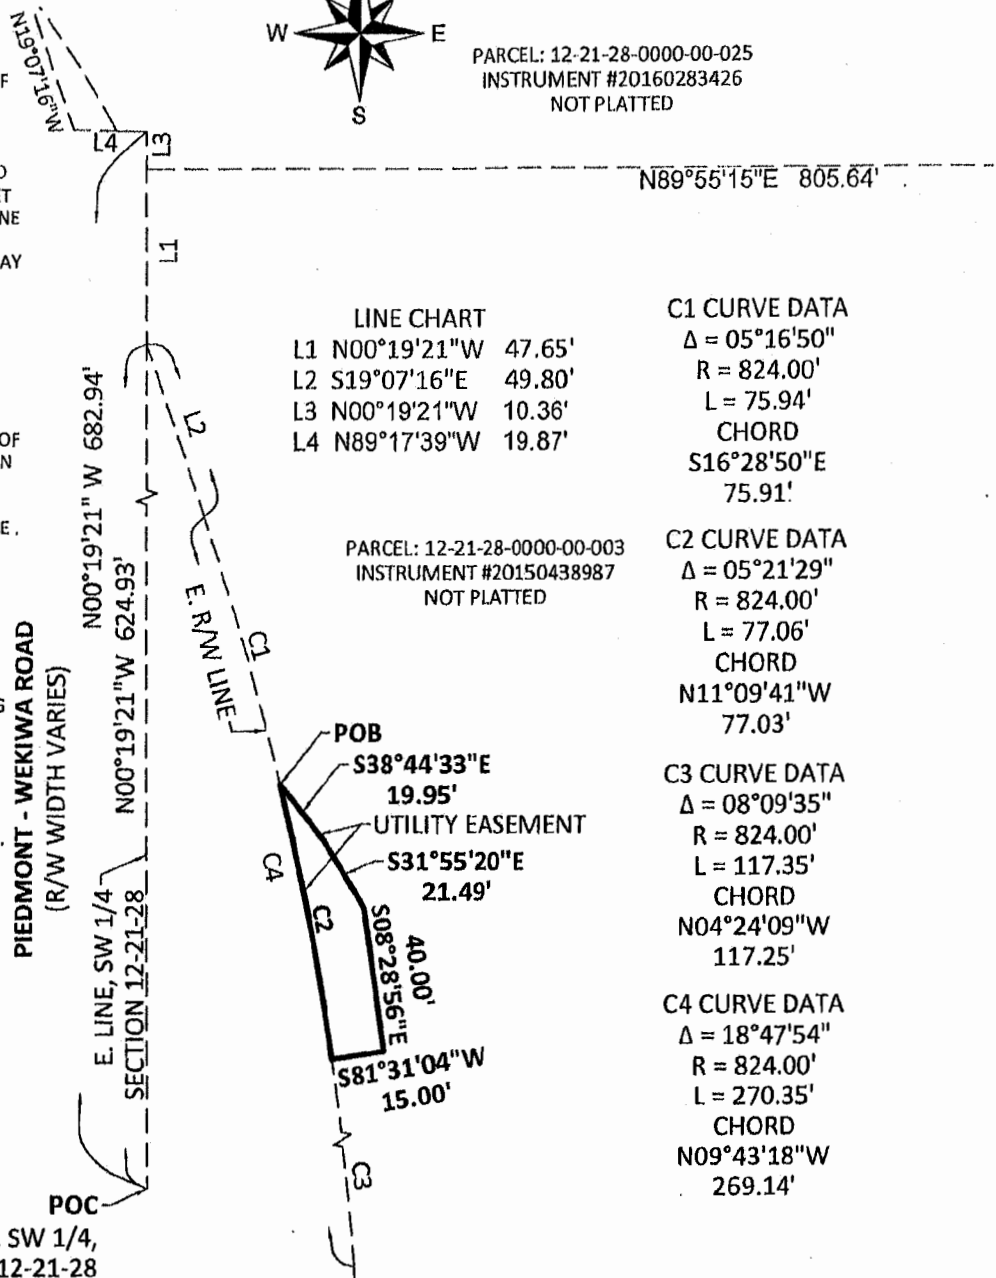 N19°07'16"W
W
E
S
PARCEL: 12-21-28-0000-00-025
INSTRUMENT #20160283426
NOT PLATTED
F
L4
L3
N89°55'15"E 805.64'
ET
NE
AY
L1
LINE CHART
L1 N00°19'21"W 47.65'
L2 S19°07'16"E 49.80'
L3 N00°19'21"W 10.36'
L4 N89°17'39"W 19.87'
C1 CURVE DATA
Δ = 05°16'50"
R = 824.00'
L = 75.94'
CHORD
S16°28'50"E
75.91'
L2
OF
N
E.
N00°19'21" W 682.94'
N00°19'21"W 624.93'
PARCEL: 12-21-28-0000-00-003
INSTRUMENT #20150438987
NOT PLATTED
C2 CURVE DATA
Δ = 05°21'29"
R = 824.00'
L = 77.06'
CHORD
N11°09'41"W
77.03'
E. R/W LINE
C1
PIEDMONT - WEKIWA ROAD
(R/W WIDTH VARIES)
POB
S38°44'33"E
19.95'
UTILITY EASEMENT
S31°55'20"E
21.49'
C4
C2
S08°28'56"E
40.00'
S81°31'04"W
15.00'
C3 CURVE DATA
Δ = 08°09'35"
R = 824.00'
L = 117.35'
CHORD
N04°24'09"W
117.25'
E. LINE, SW 1/4
SECTION 12-21-28
C4 CURVE DATA
Δ = 18°47'54"
R = 824.00'
L = 270.35'
CHORD
N09°43'18"W
269.14'
C3
POC
SW 1/4,
12-21-28